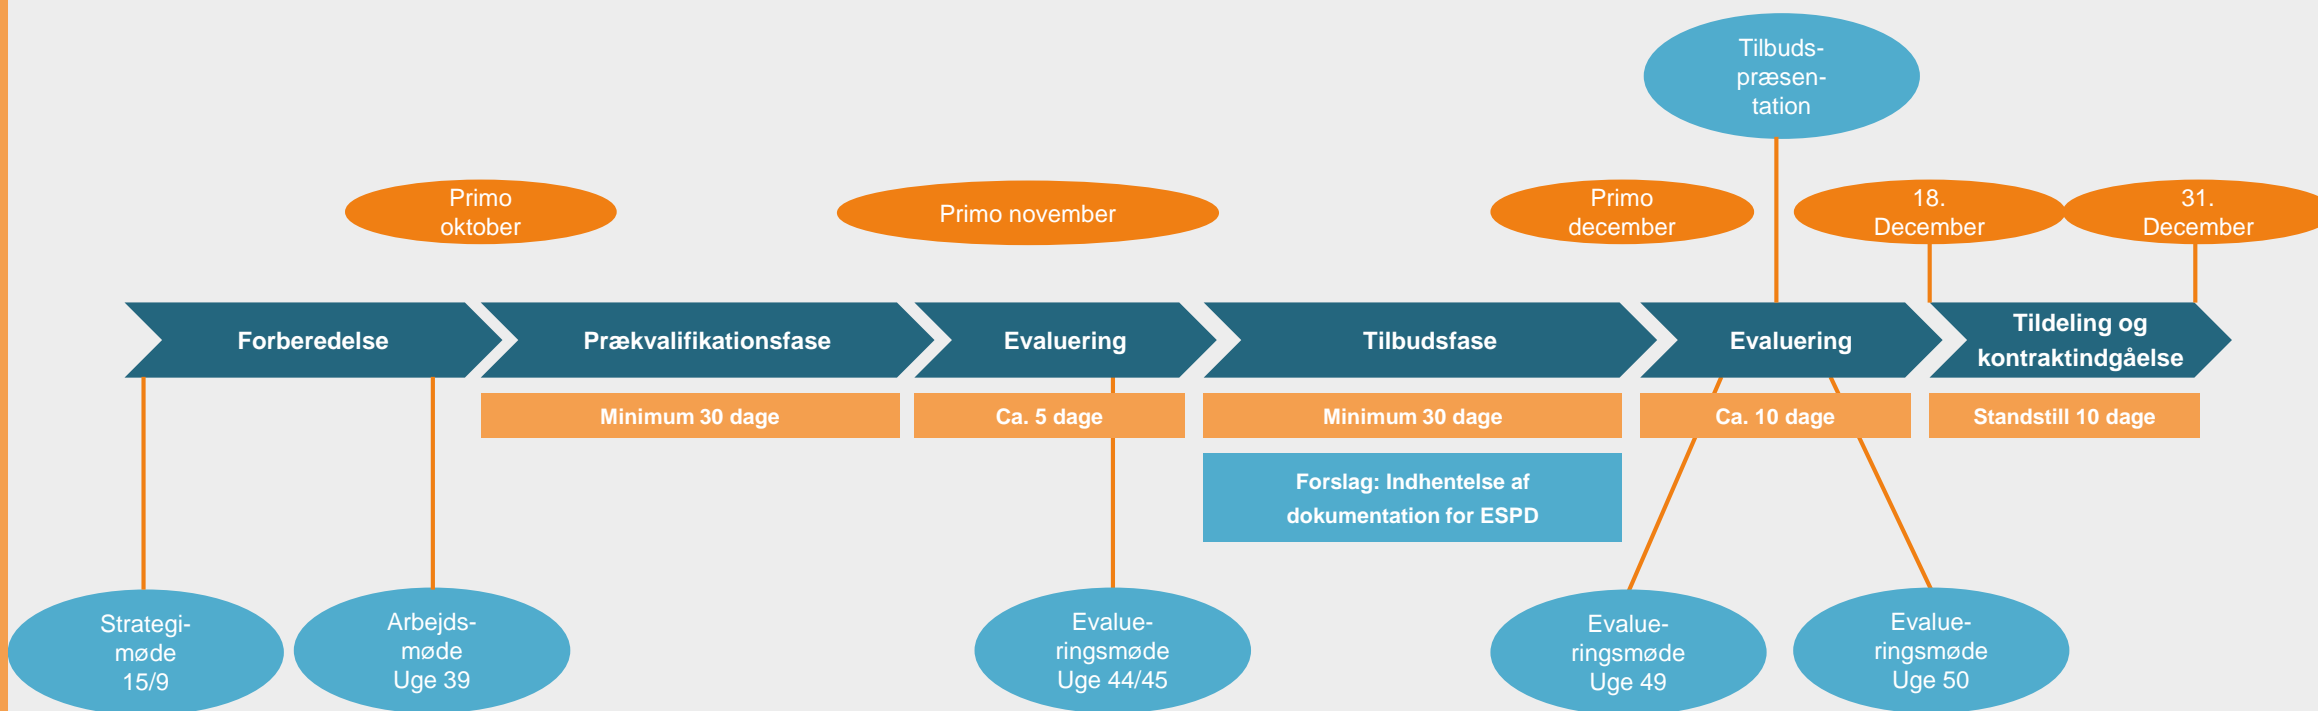 Tilbuds-
præsen-
tation
Primo
oktober
Primo november
Primo
december
18.
December
31.
December
Forberedelse
Prækvalifikationsfase
Evaluering
Tilbudsfase
Evaluering
Tildeling og
kontraktindgåelse
Minimum 30 dage
Ca. 5 dage
Minimum 30 dage
Ca. 10 dage
Standstill 10 dage
Forslag: Indhentelse af
dokumentation for ESPD
Strategi-
møde
15/9
Arbejds-
møde
Uge 39
Evalue-
ringsmøde
Uge 44/45
Evalue-
ringsmøde
Uge 49
Evalue-
ringsmøde
Uge 50